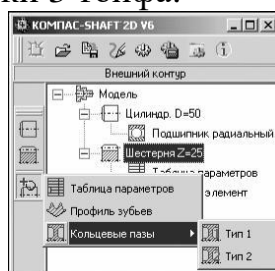 КОМПАС-SHAFT 2D V6
Внешний контур
Модель
Цилиндр. D=50
Подшипник радиальный
Шестерня Z=25
Таблица параметров
Таблица параметров
элемент
Профиль зубьев
Кольцевые пазы
Тип 1
Тип 2